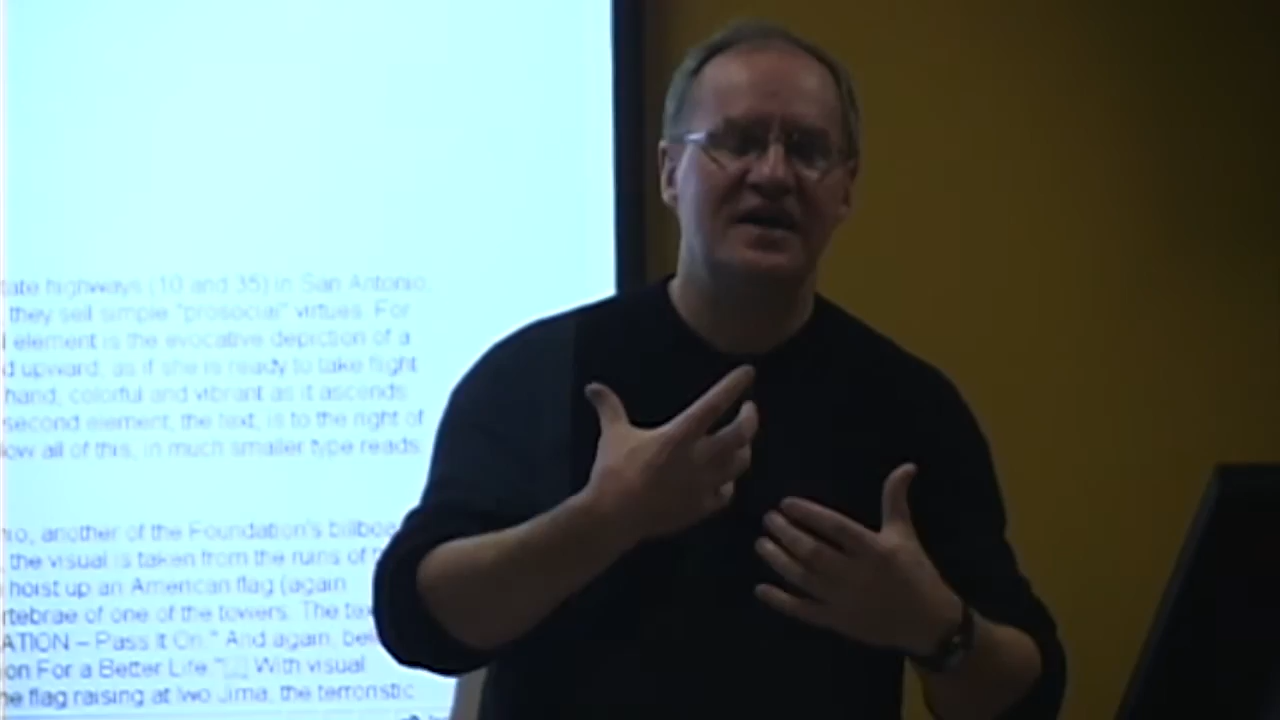 tate highways (10 and 35) in San Antonio,
they sell simple "prosocial" virtues. For
l element is the evocative depiction of a
d upward, as if she is ready to take flight
hand, colorful and vibrant as it ascends
second element, the text, is to the right of
low all of this, in much smaller type reads
nio, another of the Foundation's billboa
the visual is taken from the ruins of
hoist up an American flag (again
rtebrae of one of the towers. The tex
ATION – Pass It On." And again, bel
on For a Better Life."[ ] With visual
he flag raising at Iwo Jima, the terroristic